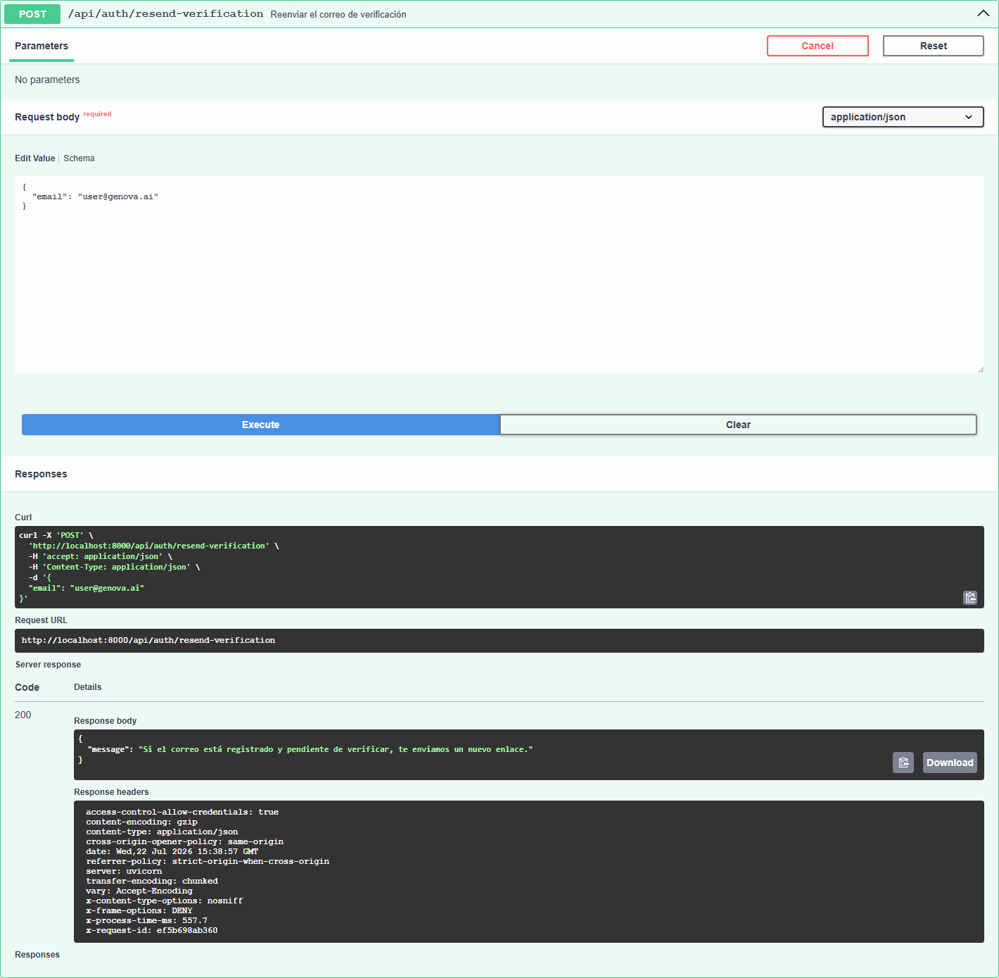 POST /api/auth/resend-verification Reenviar el correo de verificación
Parameters
Cancel
Reset
No parameters
Request body required
application/json
Edit Value Schema
{
  "email": "user@genova.ai"
}
Execute
Clear
Responses
Curl
curl -X 'POST' \
  'http://localhost:8000/api/auth/resend-verification' \
  -H 'accept: application/json' \
  -H 'Content-Type: application/json' \
  -d '{
  "email": "user@genova.ai"
}'
Request URL
http://localhost:8000/api/auth/resend-verification
Server response
Code Details
200
Response body
{
  "message": "Si el correo está registrado y pendiente de verificar, te enviamos un nuevo enlace."
}
Download
Response headers
access-control-allow-credentials: true
content-encoding: gzip
content-type: application/json
cross-origin-opener-policy: same-origin
date: Wed,22 Jul 2026 15:38:57 GMT
referrer-policy: strict-origin-when-cross-origin
server: uvicorn
transfer-encoding: chunked
vary: Accept-Encoding
x-content-type-options: nosniff
x-frame-options: DENY
x-process-time-ms: 557.7
x-request-id: ef5b698ab360
Responses